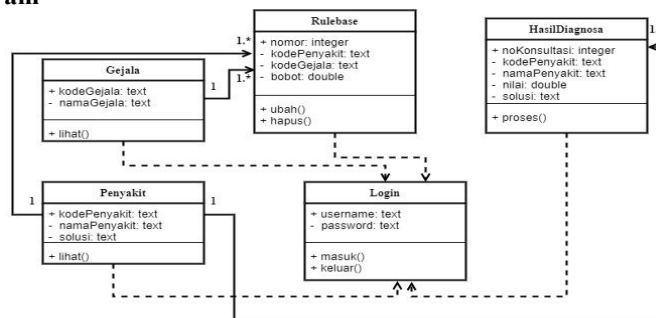 am
Rulebase
+ nomor: integer
- kodePenyakit: text
- kodeGejala: text
- bobot: double
+ ubah()
+ hapus()
HasilDiagnosa
+ noKonsultasi: integer
- kodePenyakit: text
- namaPenyakit: text
- nilai: double
- solusi: text
+ proses()
1.*
1
1.*
1
Gejala
+ kodeGejala: text
- namaGejala: text
+ lihat()
1
Penyakit
1
+ kodePenyakit: text
- namaPenyakit: text
- solusi: text
+ lihat()
Login
+ username: text
- password: text
+ masuk()
+ keluar()